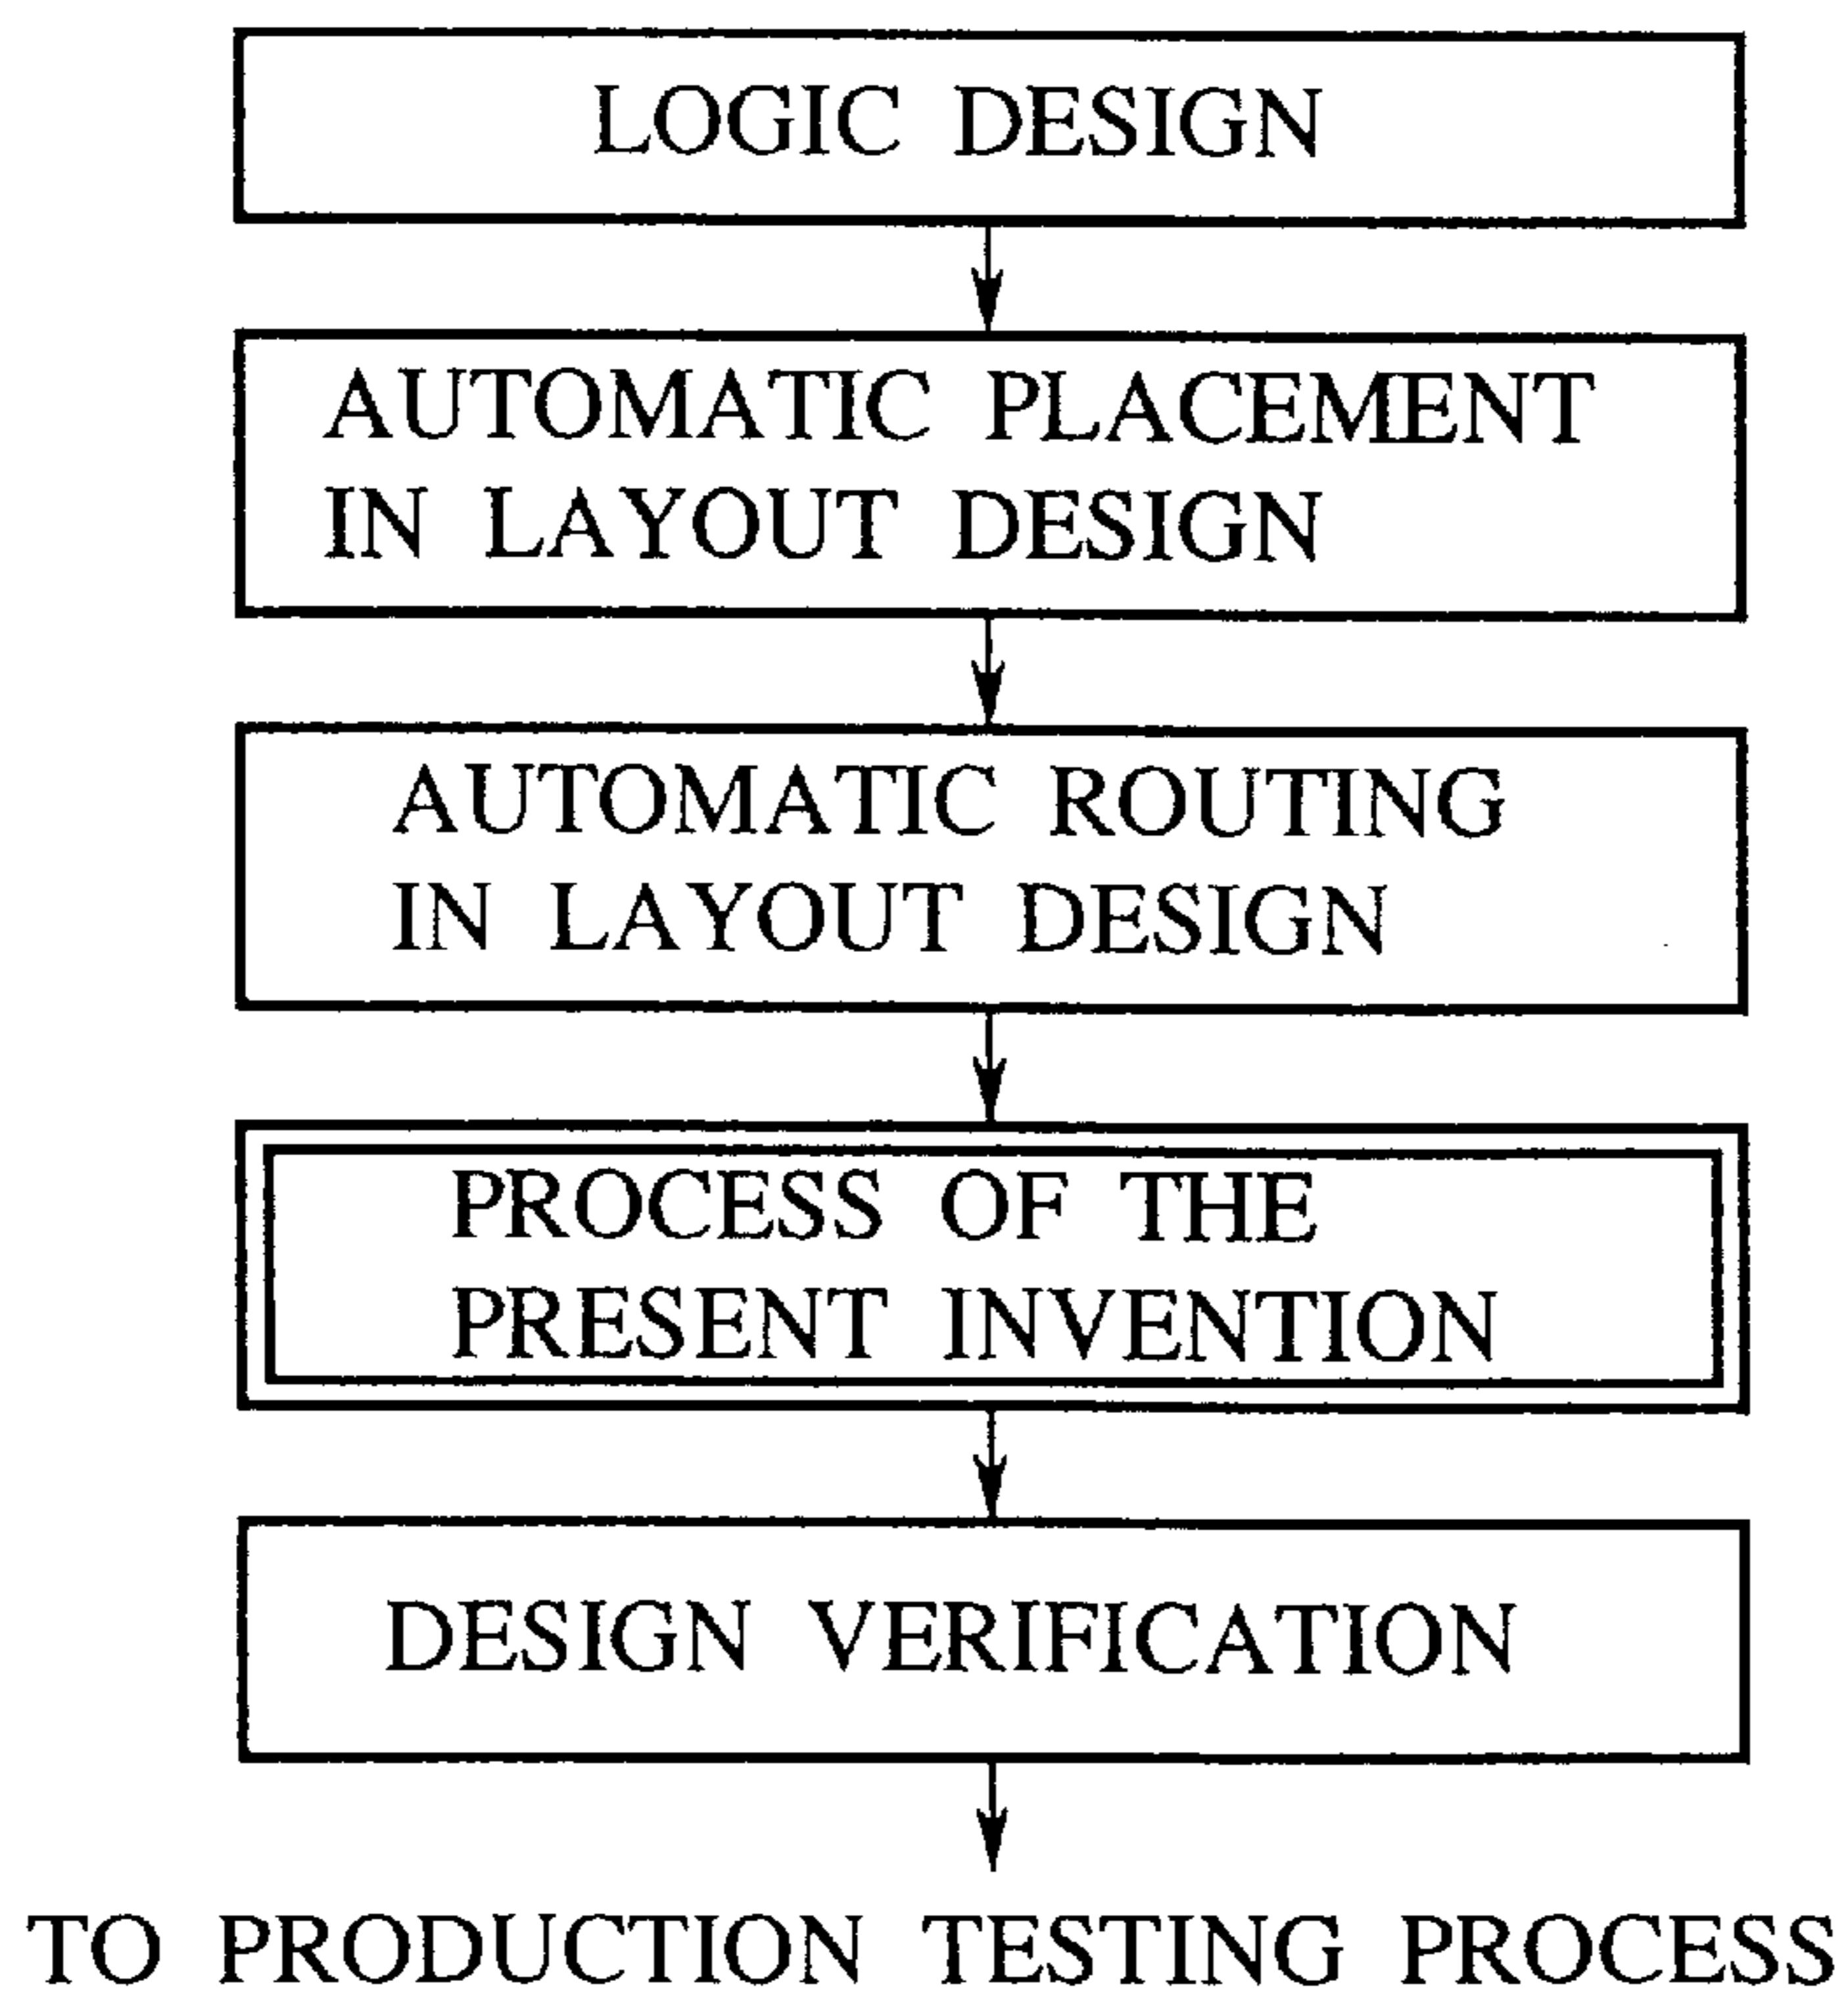 LOGIC DESIGN
AUTOMATIC PLACEMENT
IN LAYOUT DESIGN
AUTOMATIC ROUTING
IN LAYOUT DESIGN
PROCESS OF THE
PRESENT INVENTION
DESIGN VERIFICATION
TO PRODUCTION TESTING PROCESS